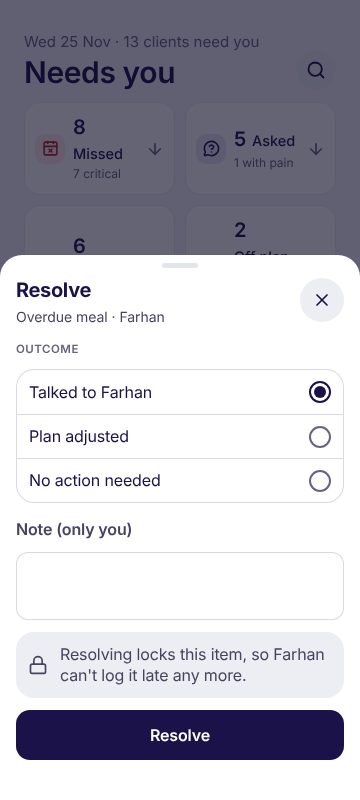 Wed 25 Nov · 13 clients need you
Needs you
8
Missed
7 critical
5 Asked
1 with pain
6
2
Off plan
Resolve
Overdue meal · Farhan
OUTCOME
Talked to Farhan
Plan adjusted
No action needed
Note (only you)
Resolving locks this item, so Farhan
can't log it late any more.
Resolve